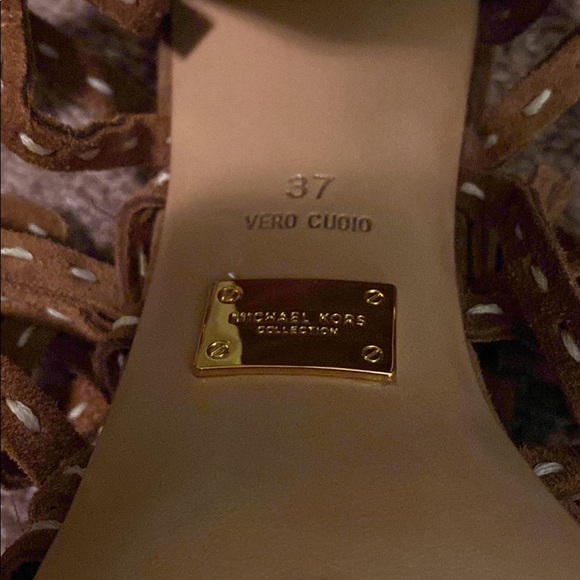 37
VERO CUOIO
MICHAEL KORS
COLLECTION